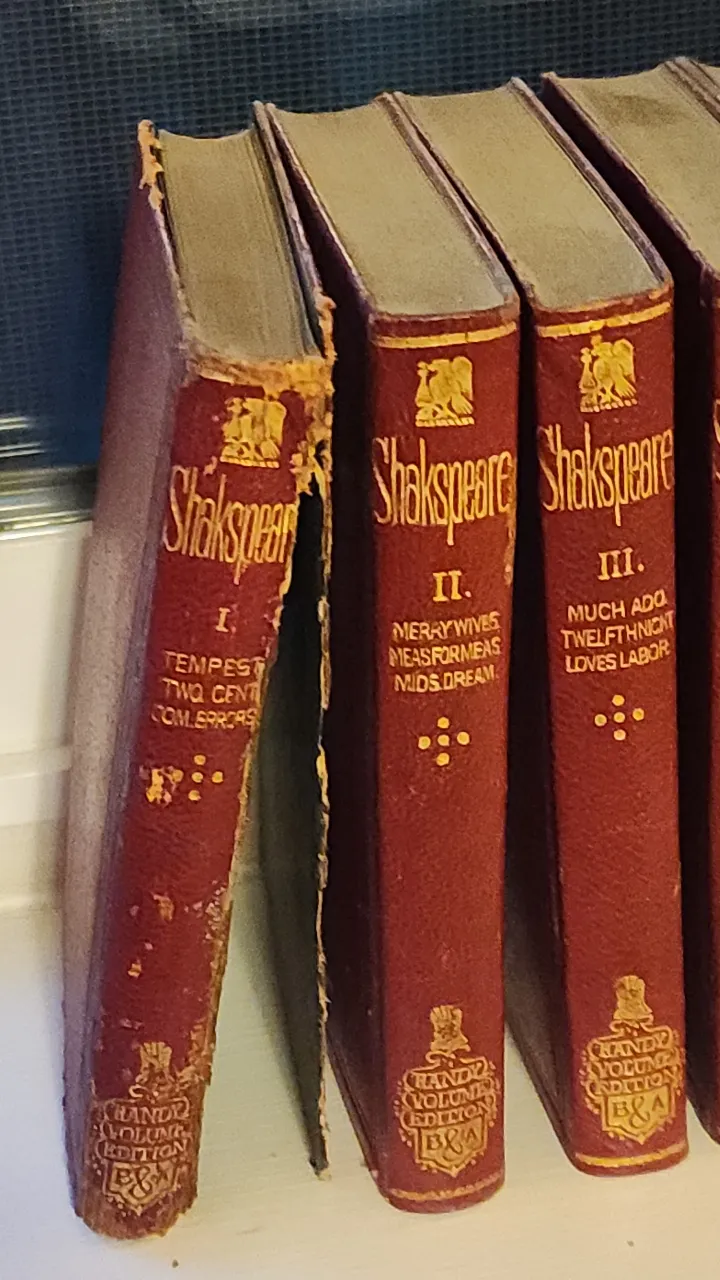 Shakspear
I.
TEMPEST
TWO. GENT
COM. ERRORS
HANDY
VOLUME
EDITION
B&A
Shakspeare
II.
MERRY WIVES.
MEAS FOR MEAS.
MIDS. DREAM.
HANDY
VOLUME
EDITION
B&A
Shakspeare
III.
MUCH ADO.
TWELFTH NIGHT
LOVES LABOR.
HANDY
VOLUME
EDITION
B&A